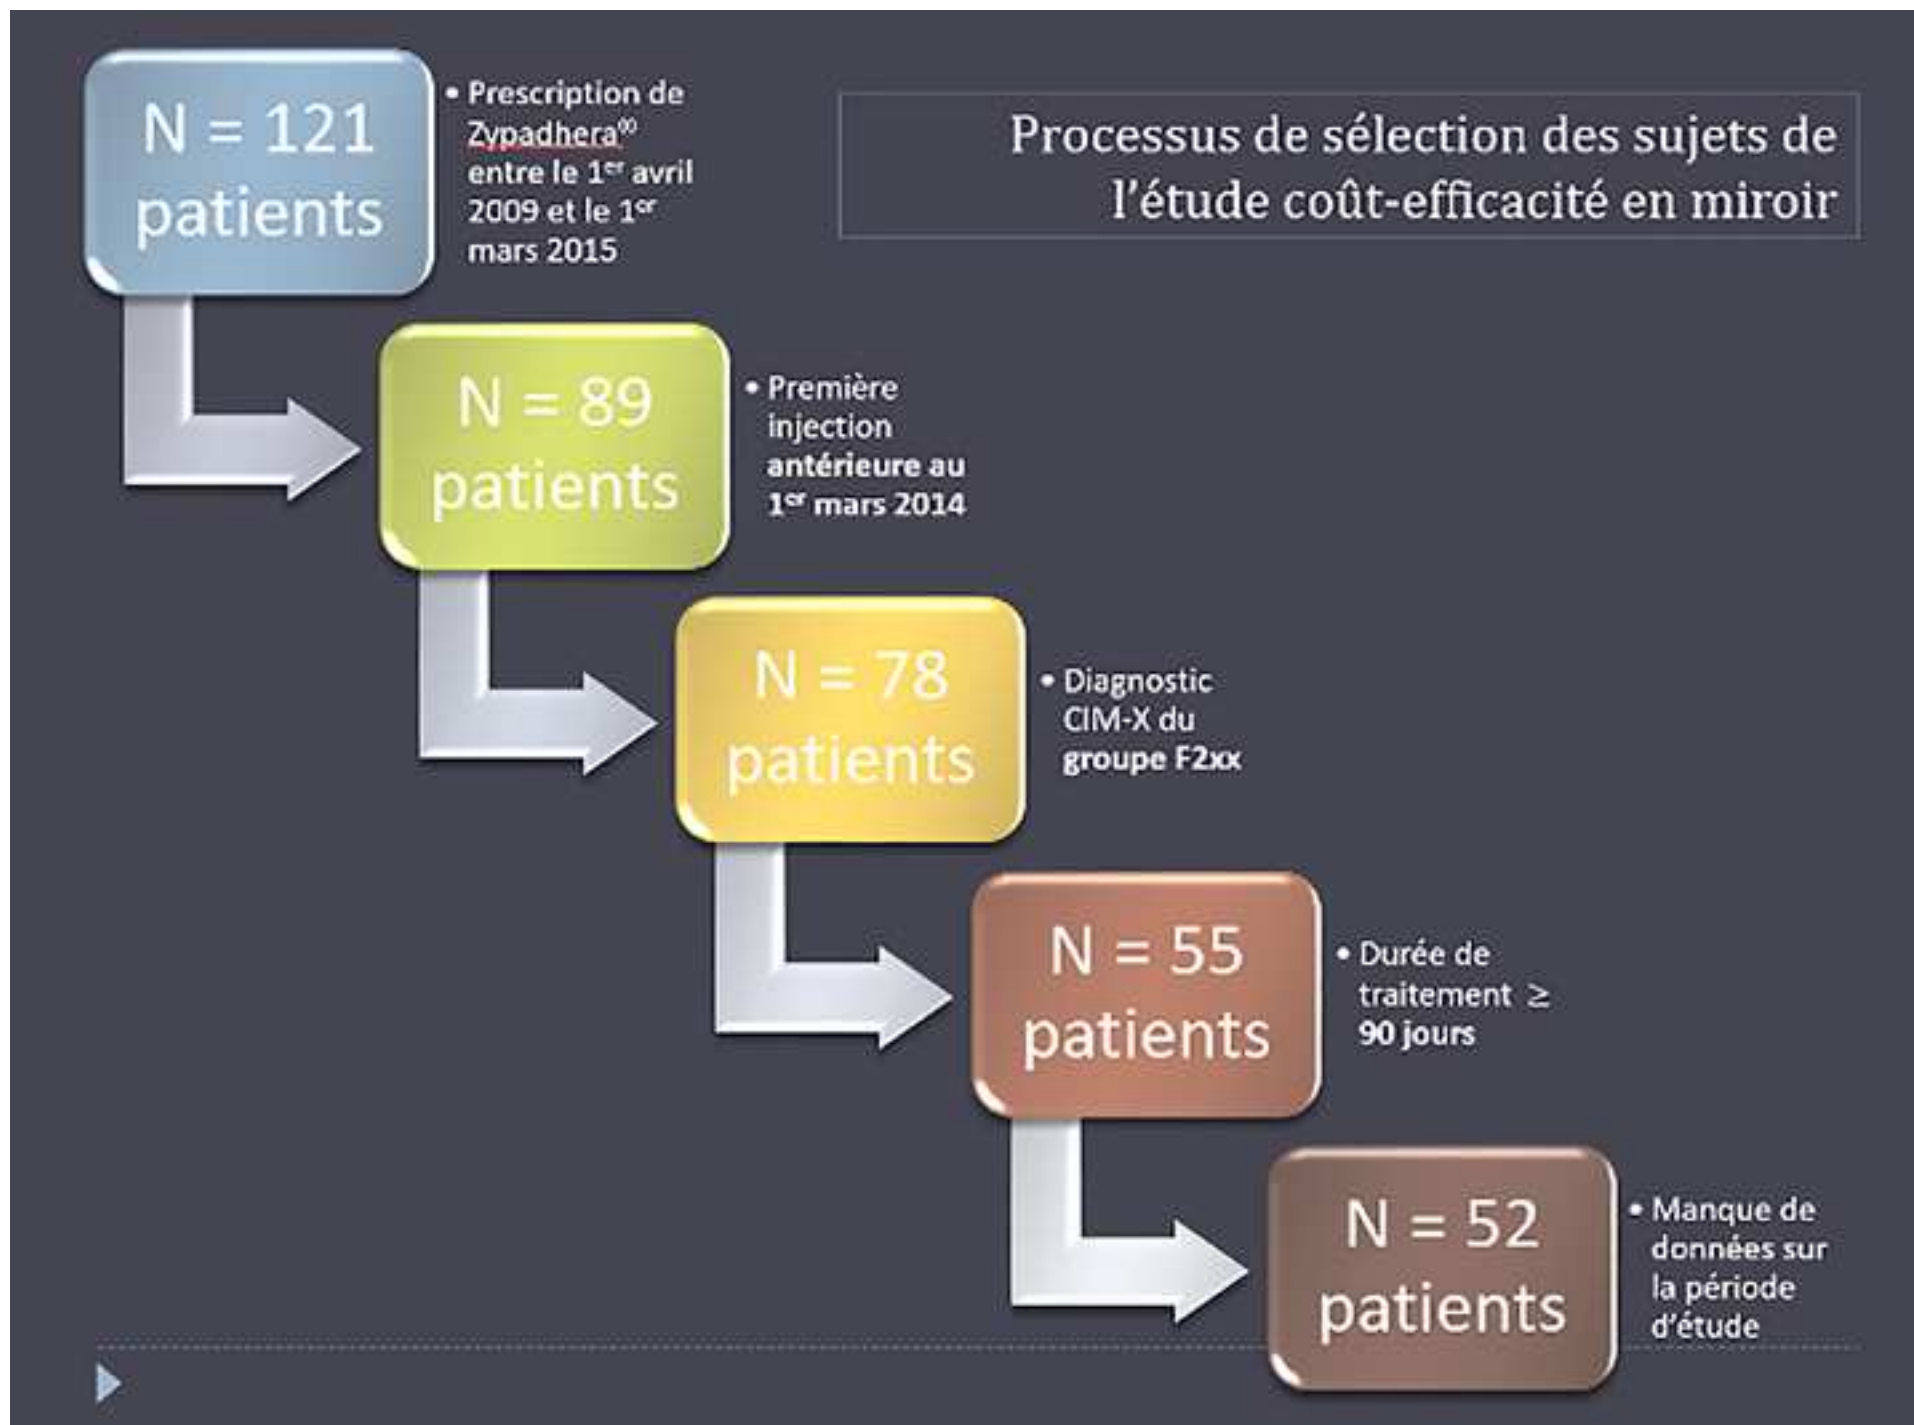 Processus de sélection des sujets de
l'étude coût-efficacité en miroir
N = 121
patients
• Prescription de
Zypadhera
entre le 1er avril
2009 et le 1er
mars 2015
N = 89
patients
• Première
injection
antérieure au
1er mars 2014
N = 78
patients
• Diagnostic
CIM-X du
groupe F2xx
N = 55
patients
• Durée de
traitement ≥
90 jours
N = 52
patients
• Manque de
données sur
la période
d'étude